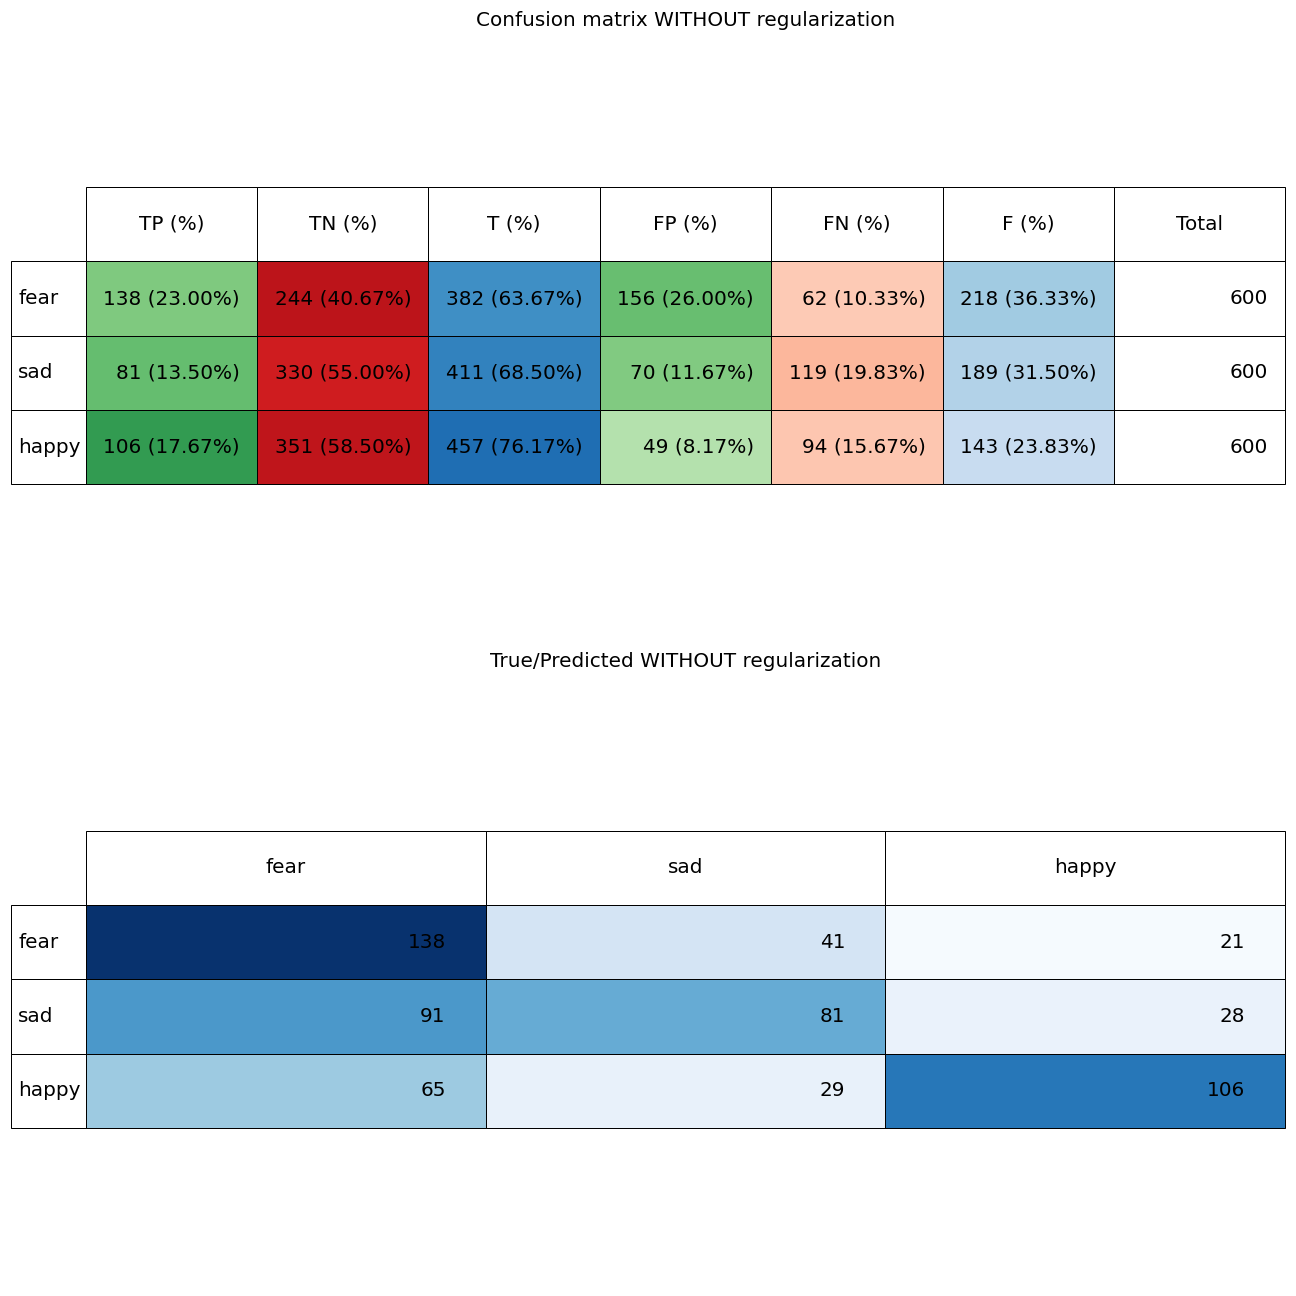 Confusion matrix WITHOUT regularization
TP (%) TN (%) T (%) FP (%) FN (%) F (%) Total
fear 138 (23.00%) 244 (40.67%) 382 (63.67%) 156 (26.00%) 62 (10.33%) 218 (36.33%) 600
sad 81 (13.50%) 330 (55.00%) 411 (68.50%) 70 (11.67%) 119 (19.83%) 189 (31.50%) 600
happy 106 (17.67%) 351 (58.50%) 457 (76.17%) 49 (8.17%) 94 (15.67%) 143 (23.83%) 600
True/Predicted WITHOUT regularization
fear sad happy
fear 138 41 21
sad 91 81 28
happy 65 29 106